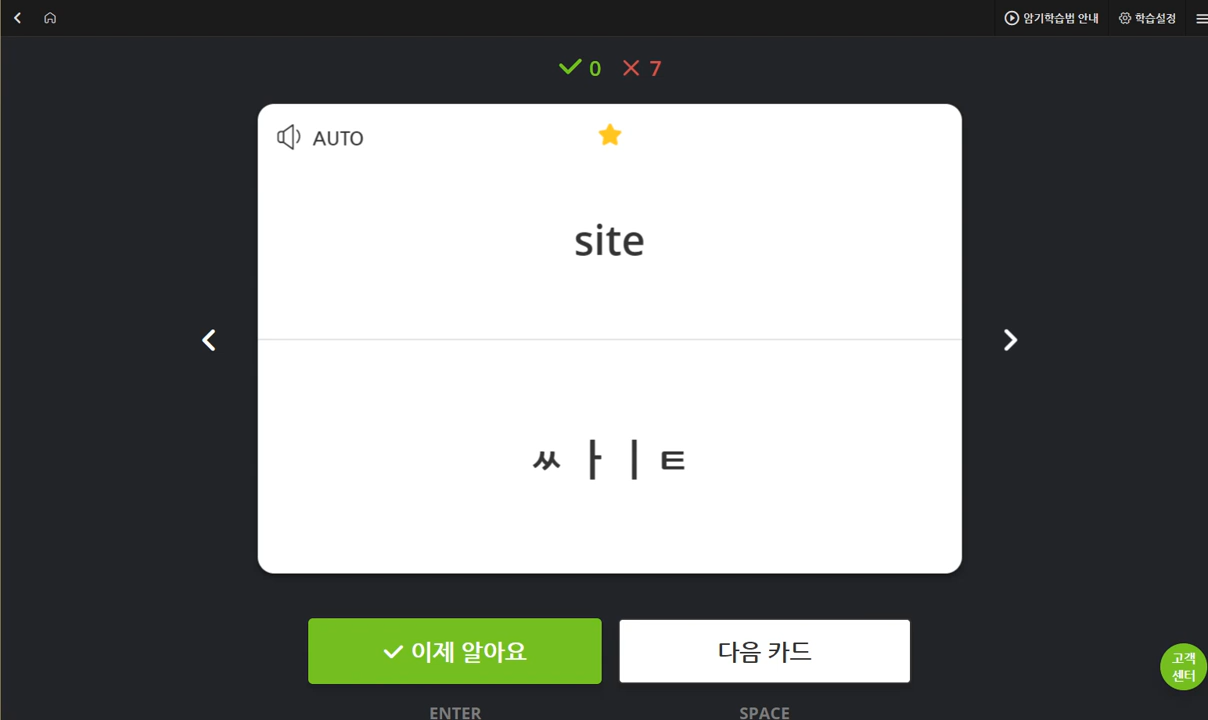 암기학습법 안내 학습설정
0 7
AUTO
site
ㅆ ㅏ ㅣ ㅌ
이제 알아요 다음 카드
ENTER SPACE
고객
센터